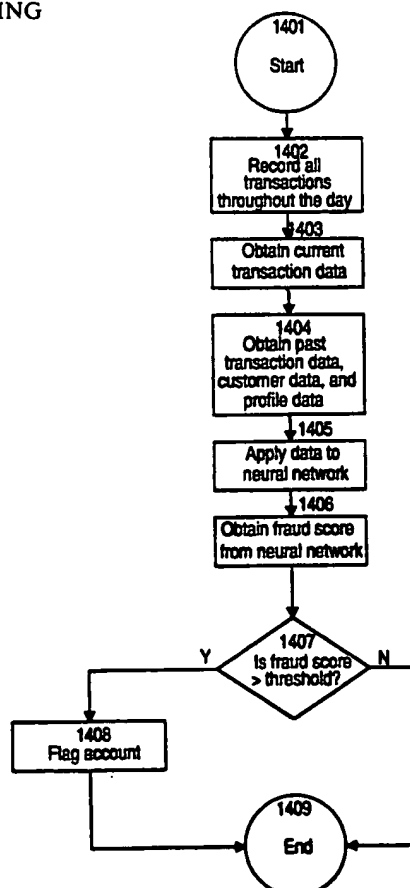 ING
1401
Start
1402
Record all
transactions
throughout the day
1403
Obtain current
transaction data
1404
Obtain past
transaction data,
customer data, and
profile data
1405
Apply data to
neural network
1406
Obtain fraud score
from neural network
1407
Y
N
Is fraud score
> threshold?
1408
Flag account
1409
End